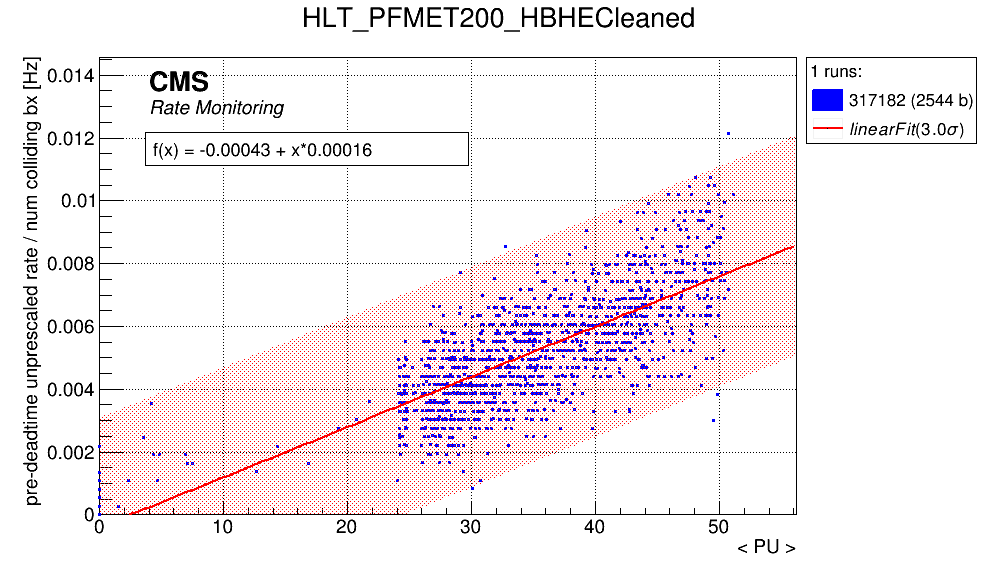 HLT_PFMET200_HBHECleaned
pre-deadtime unprescaled rate / num colliding bx [Hz]
0.014
0.012
0.01
0.008
0.006
0.004
0.002
0
CMS
Rate Monitoring
f(x) = -0.00043 + x*0.00016
0 10 20 30 40 50
< PU >
1 runs:
317182 (2544 b)
linearFit(3.0σ)